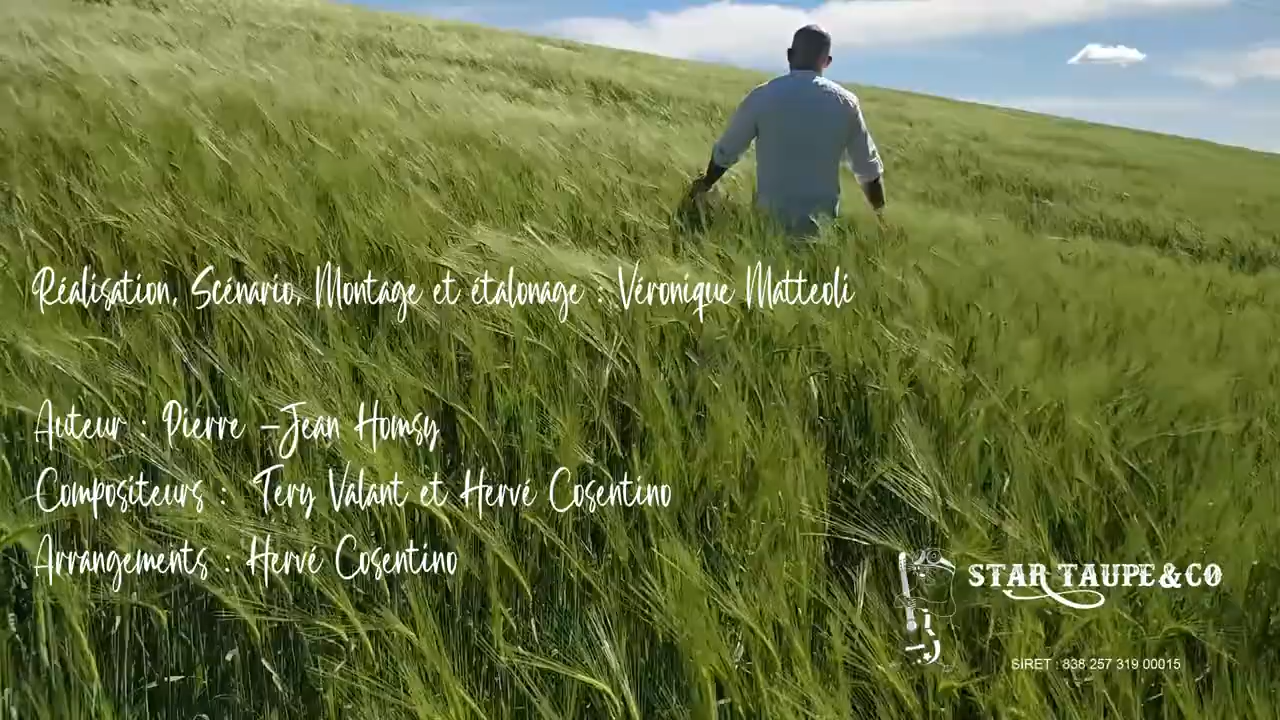 Réalisation, Scénario, Montage et étalonage : Véronique Matteoli
Auteur : Pierre -Jean Homsy
Compositeurs : Tery Valant et Hervé Cosentino
Arrangements : Hervé Cosentino
STAR TAUPE & CO
SIRET : 838 257 319 00015